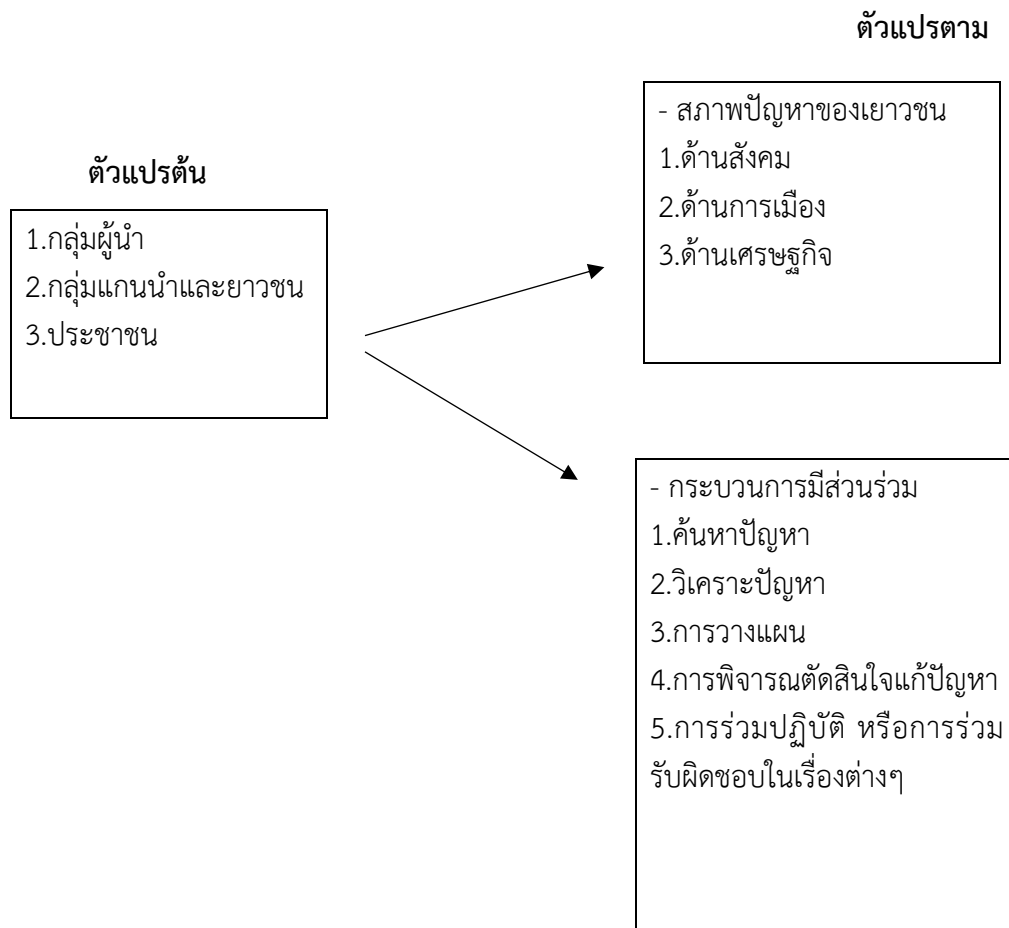 ตัวแปรตาม
- สภาพปัญหาของเยาวชน
1.ด้านสังคม
2.ด้านการเมือง
3.ด้านเศรษฐกิจ
ตัวแปรต้น
1.กลุ่มผู้นำ
2.กลุ่มแกนนำและยาวชน
3.ประชาชน
- กระบวนการมีส่วนร่วม
1.ค้นหาปัญหา
2.วิเคราะปัญหา
3.การวางแผน
4.การพิจารณตัดสินใจแก้ปัญหา
5.การร่วมปฏิบัติ หรือการร่วม
รับผิดชอบในเรื่องต่างๆ